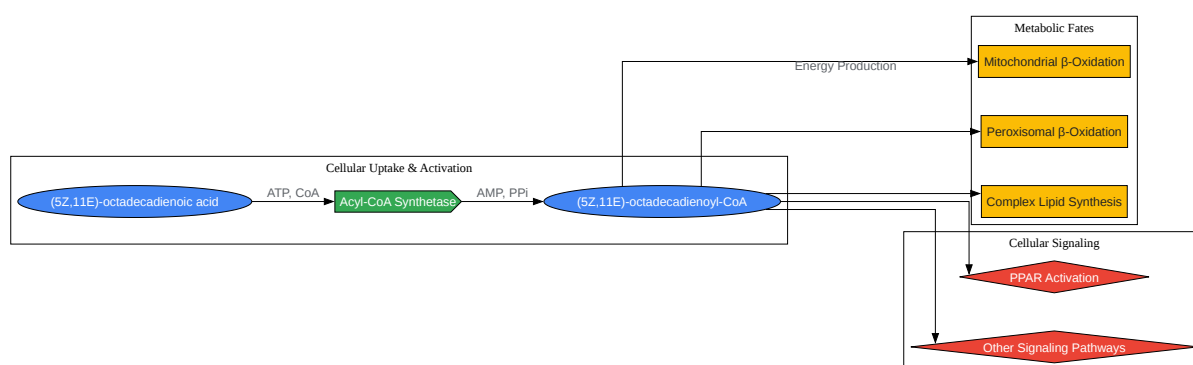 Metabolic Fates
Mitochondrial β-Oxidation
Energy Production
Peroxisomal β-Oxidation
Cellular Uptake & Activation
(5Z,11E)-octadecadienoic acid
ATP, CoA
Acyl-CoA Synthetase
AMP, PPi
(5Z,11E)-octadecadienoyl-CoA
Complex Lipid Synthesis
Cellular Signaling
PPAR Activation
Other Signaling Pathways